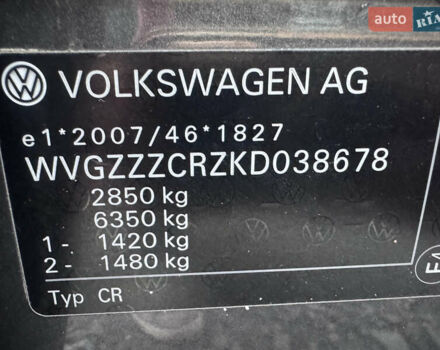 AUTO
RIA
VOLKSWAGEN AG
e1*2007/46*1827
WVGZZZCRZKD038678
2850 kg
6350 kg
1 - 1420 kg
2 - 1480 kg
Typ CR